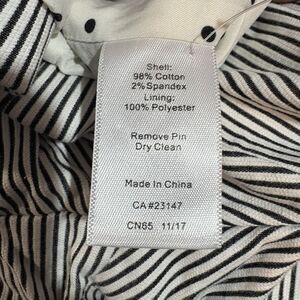 Shell:
98% Cotton
2%Spandex
Lining:
100% Polyester
Remove Pin
Dry Clean
Made In China
CA#23147
CN65 11/17